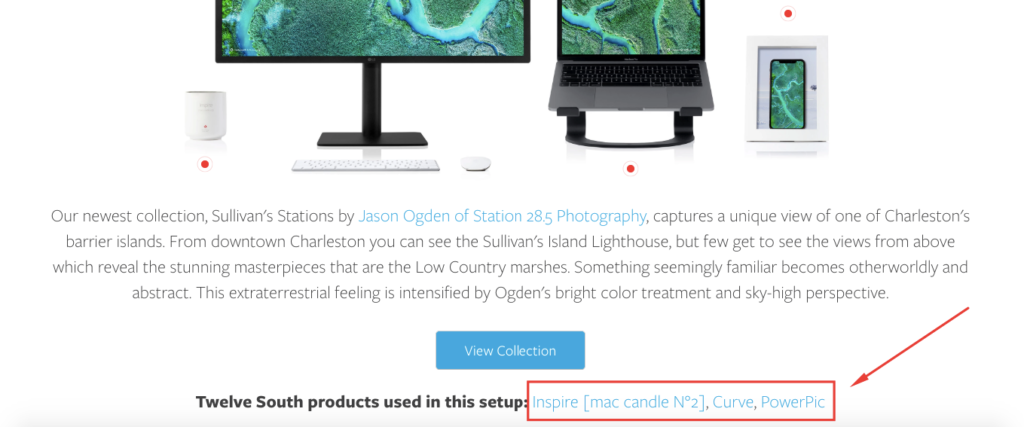 Our newest collection, Sullivan's Stations by Jason Ogden of Station 28.5 Photography, captures a unique view of one of Charleston's
barrier islands. From downtown Charleston you can see the Sullivan's Island Lighthouse, but few get to see the views from above
which reveal the stunning masterpieces that are the Low Country marshes. Something seemingly familiar becomes otherworldly and
abstract. This extraterrestrial feeling is intensified by Ogden's bright color treatment and sky-high perspective.
View Collection
Twelve South products used in this setup: Inspire [mac candle N°2], Curve, PowerPic